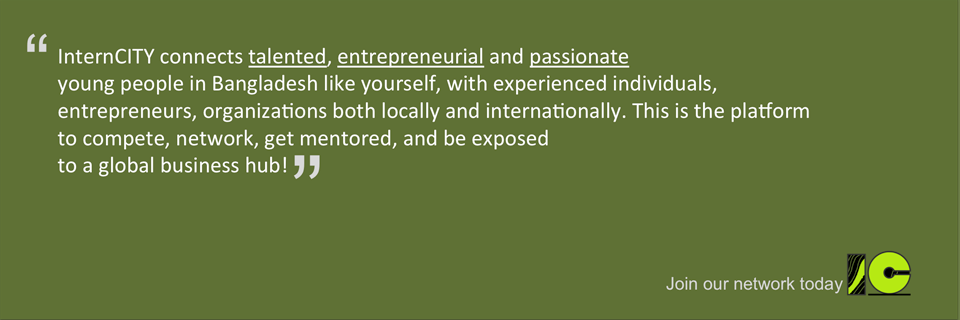 “ InternCITY connects talented, entrepreneurial and passionate
young people in Bangladesh like yourself, with experienced individuals,
entrepreneurs, organizations both locally and internationally. This is the platform
to compete, network, get mentored, and be exposed
to a global business hub! ”
Join our network today IC